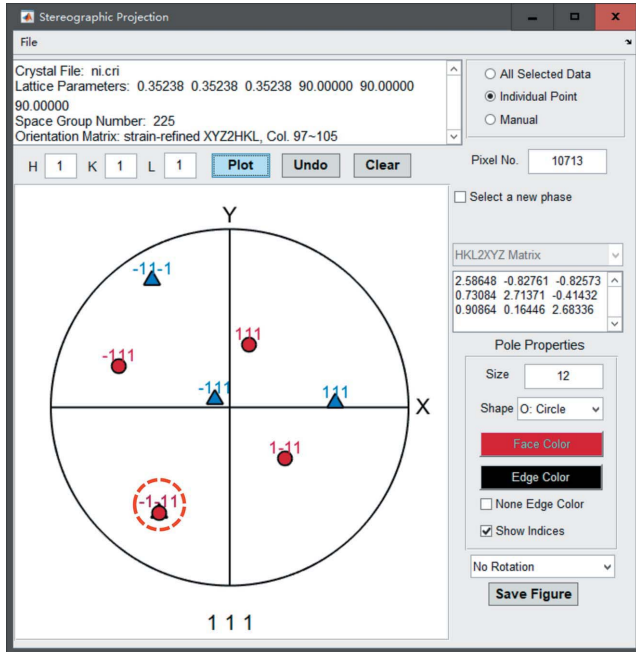 Stereographic Projection
File
Crystal File: ni.cri
Lattice Parameters: 0.35238 0.35238 0.35238 90.00000 90.00000
90.00000
Space Group Number: 225
Orientation Matrix: strain-refined XYZ2HKL, Col. 97~105
All Selected Data
Individual Point
Manual
H 1 K 1 L 1 Plot Undo Clear
Pixel No. 10713
Select a new phase
HKL2XYZ Matrix
2.58648 -0.82761 -0.82573
0.73084 2.71371 -0.41432
0.90864 0.16446 2.68336
Pole Properties
Size 12
Shape O: Circle
Face Color
Edge Color
None Edge Color
Show Indices
No Rotation
Save Figure
Y
-11-1
111
-111
-111
111
X
1-11
-1-11
1 1 1